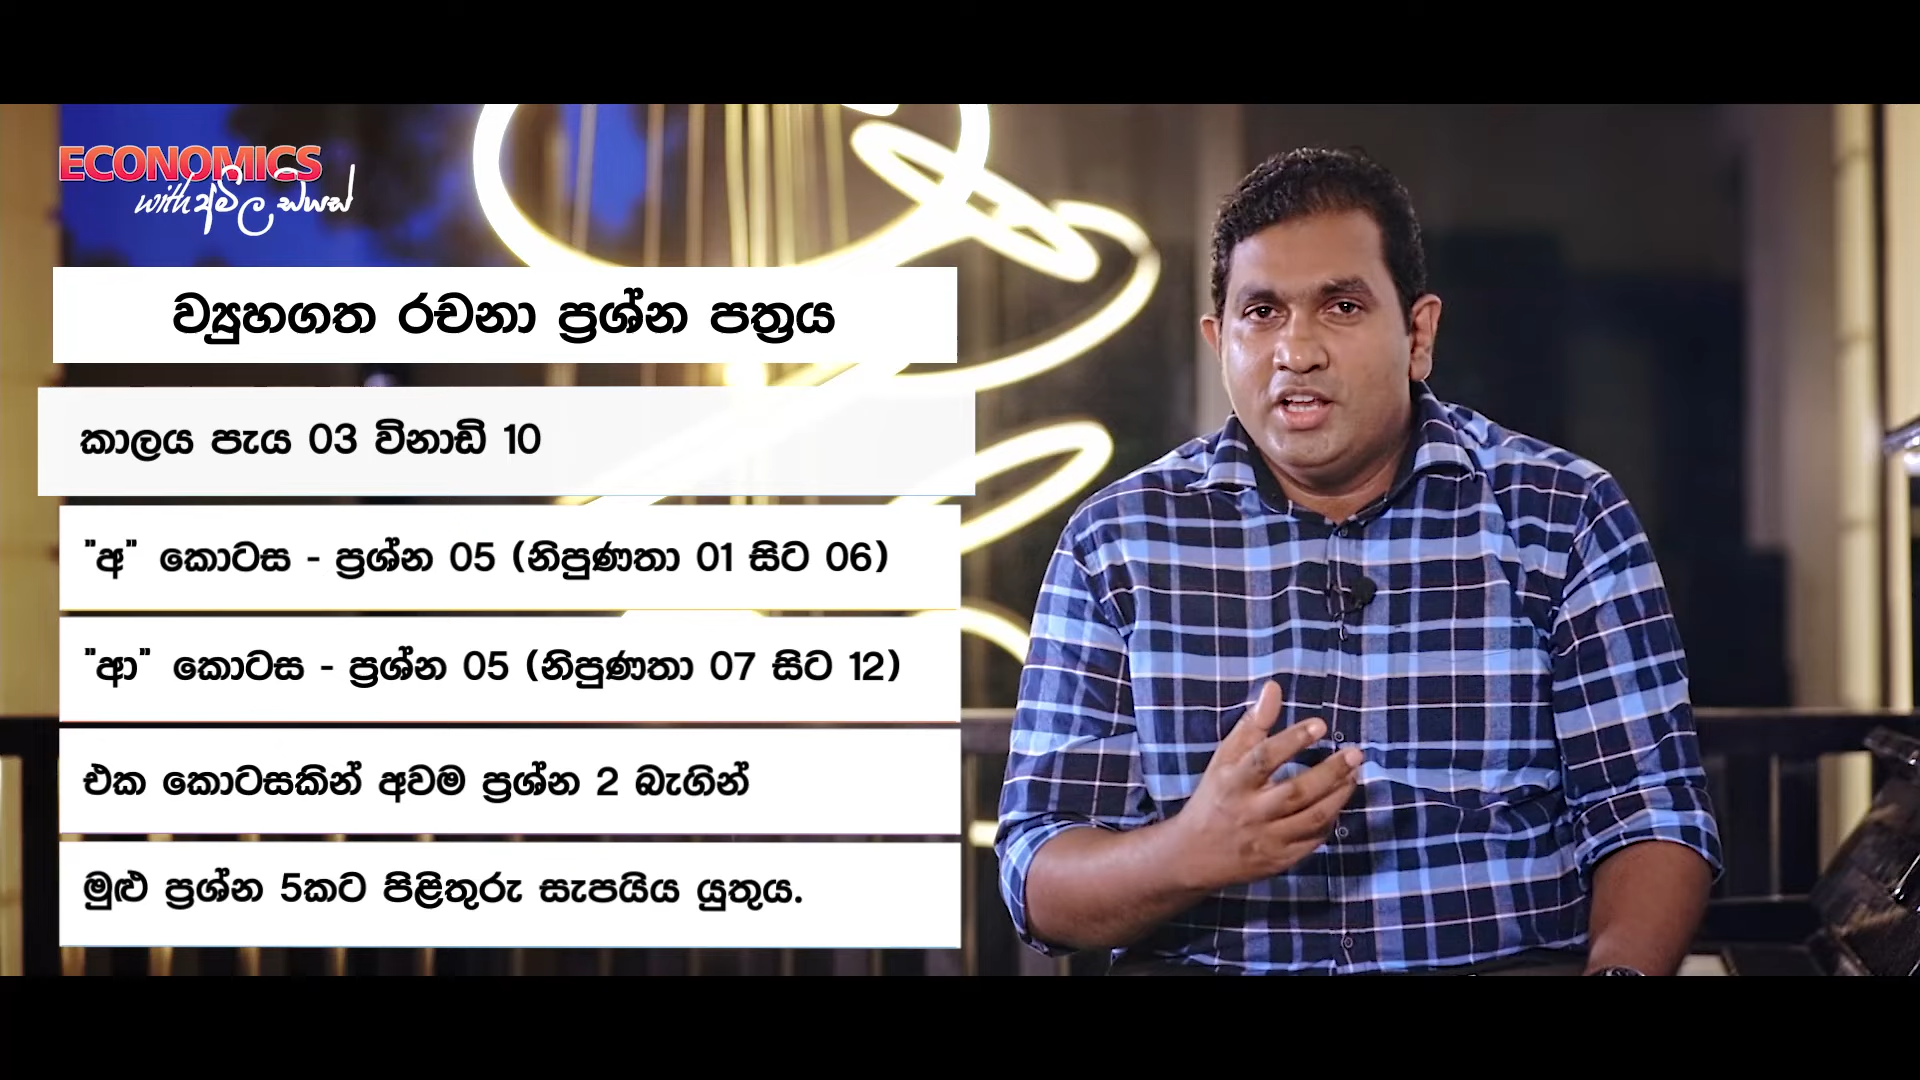 ECONOMICS
with අමිල ඩයස්
ව්‍යුහගත රචනා ප්‍රශ්න පත්‍රය
කාලය පැය 03 විනාඩි 10
"අ" කොටස - ප්‍රශ්න 05 (නිපුණතා 01 සිට 06)
"ආ" කොටස - ප්‍රශ්න 05 (නිපුණතා 07 සිට 12)
එක කොටසකින් අවම ප්‍රශ්න 2 බැගින්
මුළු ප්‍රශ්න 5කට පිළිතුරු සැපයිය යුතුය.